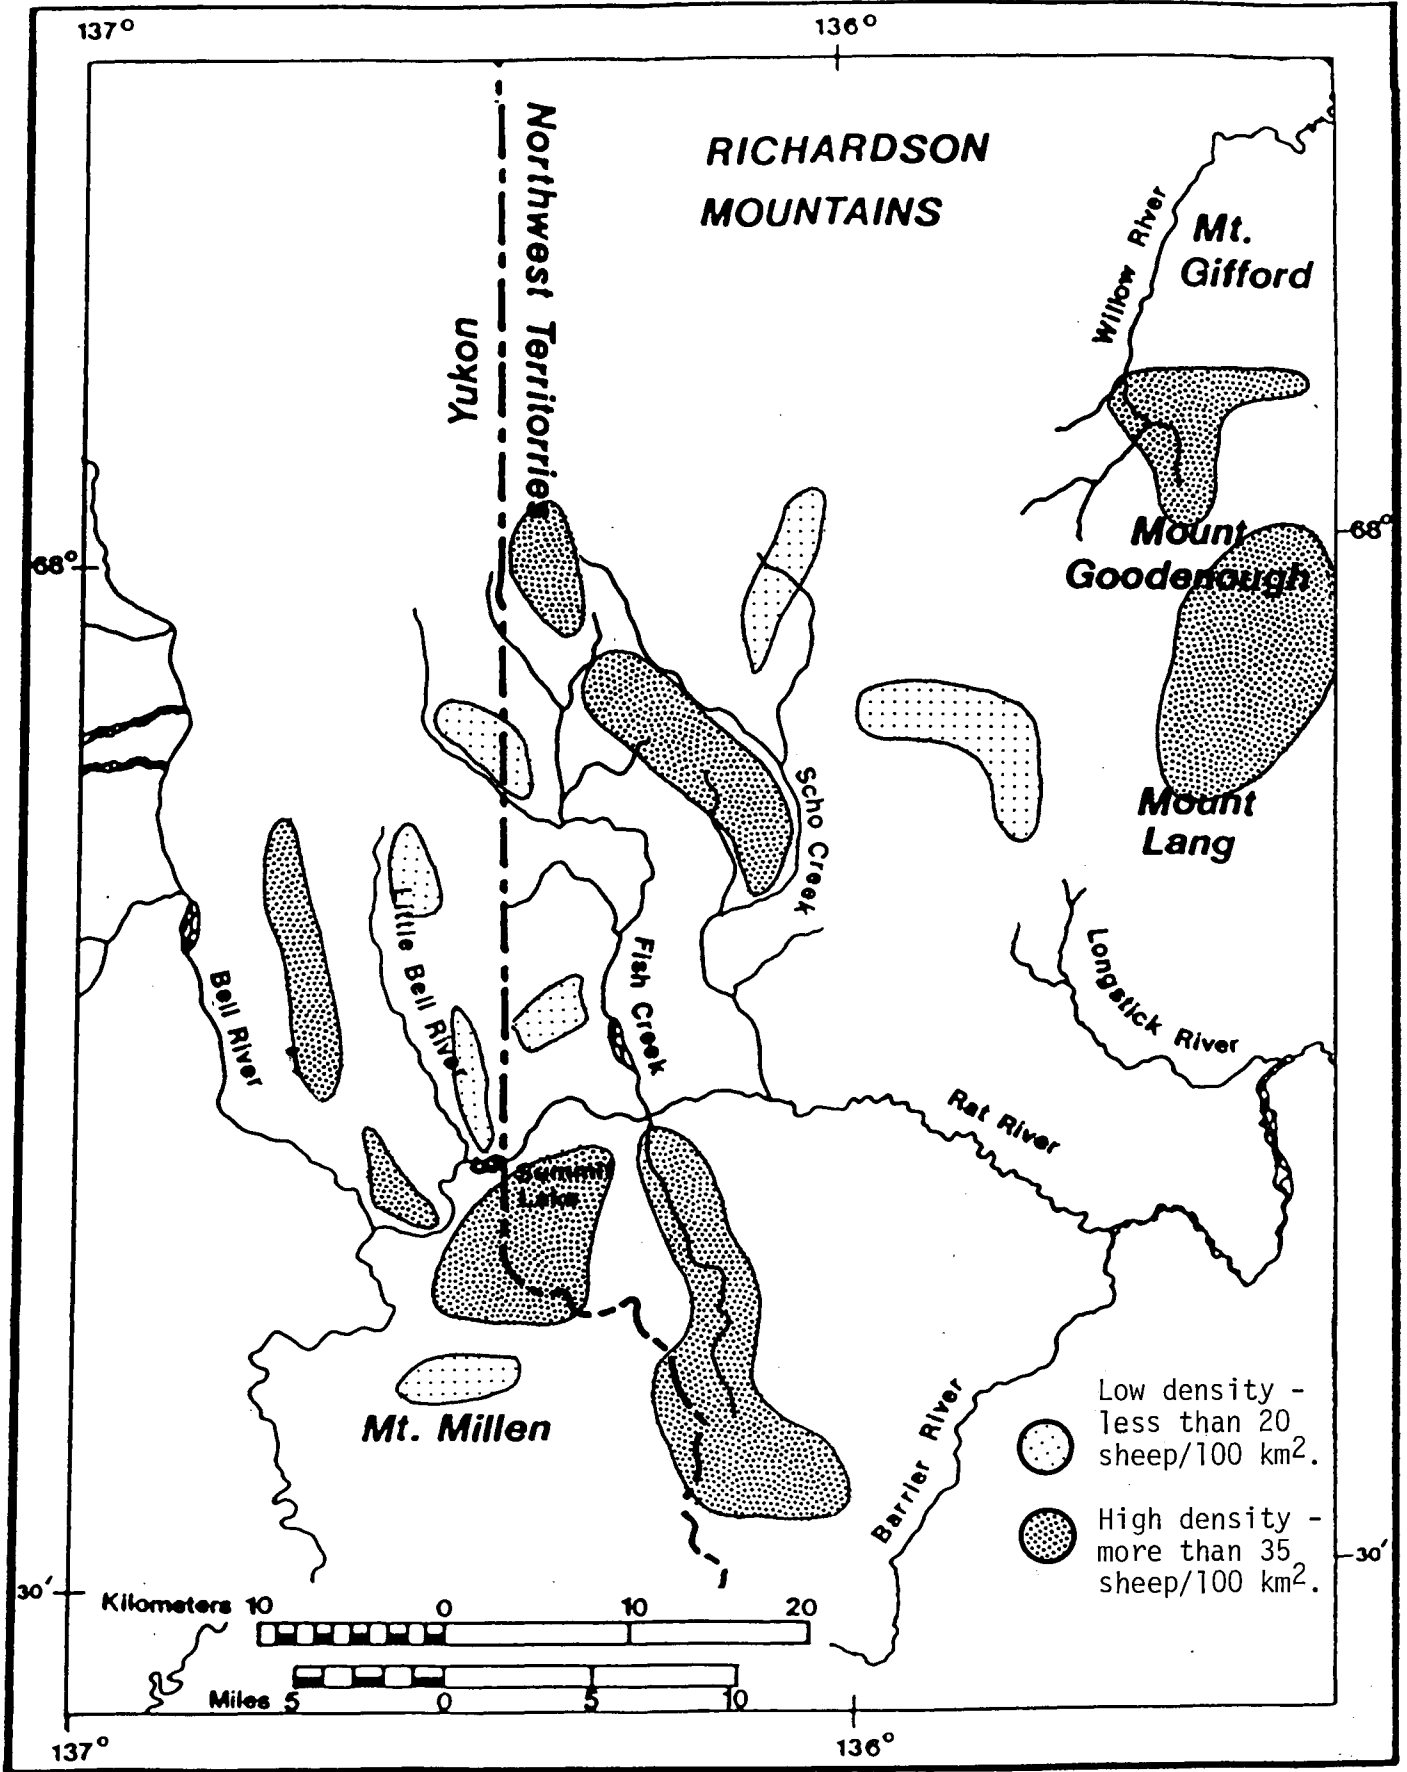 137°
136°
RICHARDSON
MOUNTAINS
Northwest Territorries
Yukon
Willow River
Mt.
Gifford
68°
68°
Mount
Goodenough
Mount
Lang
Scho Creek
Little Bell River
Bell River
Fish Creek
Longstick River
Rat River
Summit
Lake
Mt. Millen
Barrier River
Low density -
less than 20
sheep/100 km².
High density -
more than 35
sheep/100 km².
30'
30'
Kilometers 10 0 10 20
Miles 5 0 5 10
137°
136°